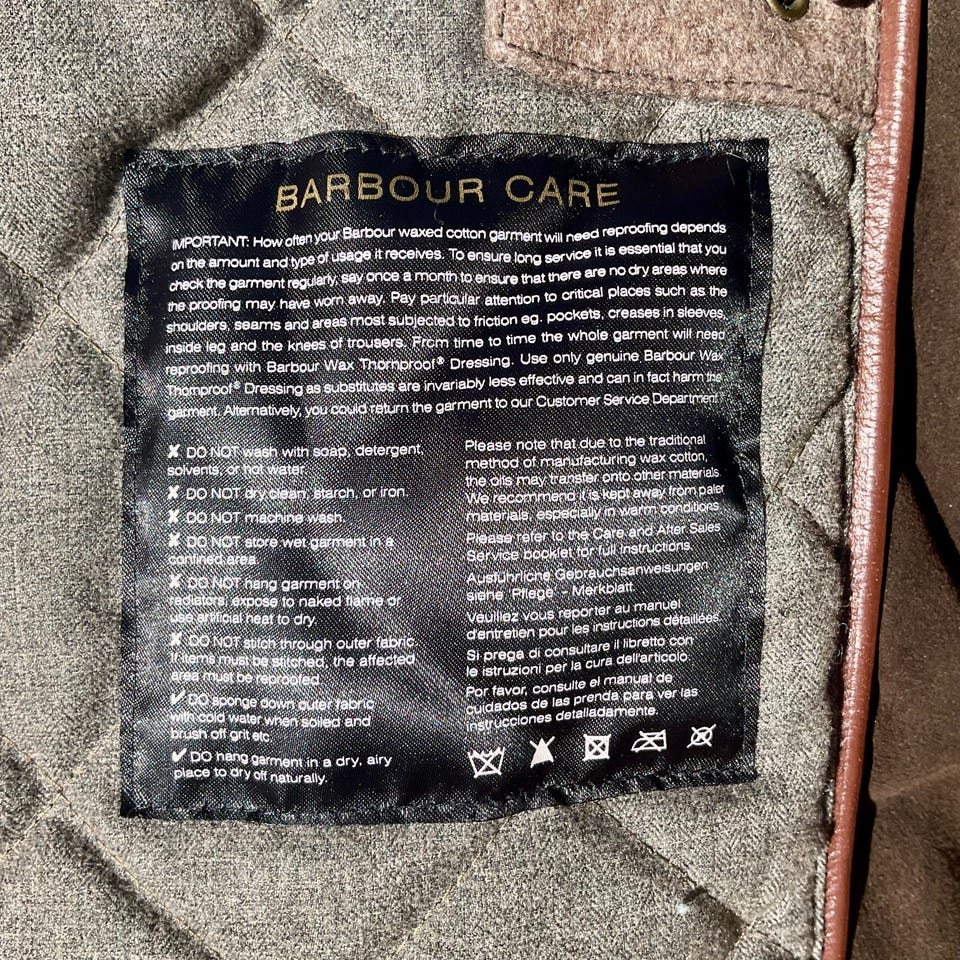 BARBOUR CARE
IMPORTANT: How often your Barbour waxed cotton garment will need reproofing depends
on the amount and type of usage it receives. To ensure long service it is essential that you
check the garment regularly, say once a month to ensure that there are no dry areas where
the proofing may have worn away. Pay particular attention to critical places such as the
shoulders, seams and areas most subjected to friction eg. pockets, creases in sleeves,
inside leg and the knees of trousers. From time to time the whole garment will need
reproofing with Barbour Wax Thornproof® Dressing. Use only genuine Barbour Wax
Thornproof® Dressing as substitutes are invariably less effective and can in fact harm the
garment. Alternatively, you could return the garment to our Customer Service Department.
✘ DO NOT wash with soap, detergent,
solvents, or hot water.
✘ DO NOT dry clean, starch, or iron.
✘ DO NOT machine wash.
✘ DO NOT store wet garment in a
confined area.
✘ DO NOT hang garment on
radiators, expose to naked flame or
use artificial heat to dry.
✘ DO NOT stitch through outer fabric.
If items must be stitched, the affected
area must be reproofed.
✔ DO sponge down outer fabric
with cold water when soiled and
brush off grit etc
✔ DO hang garment in a dry, airy
place to dry off naturally.
Please note that due to the traditional
method of manufacturing wax cotton,
the oils may transfer onto other materials.
We recommend it is kept away from paler
materials, especially in warm conditions.
Please refer to the Care and After Sales
Service booklet for full instructions.
Ausführliche Gebrauchsanweisungen
siehe 'Pflege' - Merkblatt.
Veuillez vous reporter au manuel
d'entretien pour les instructions détaillées.
Si prega di consultare il libretto con
le istruzioni per la cura dell'articolo.
Por favor, consulte el manual de
cuidados de las prenda para ver las
instrucciones detalladamente.